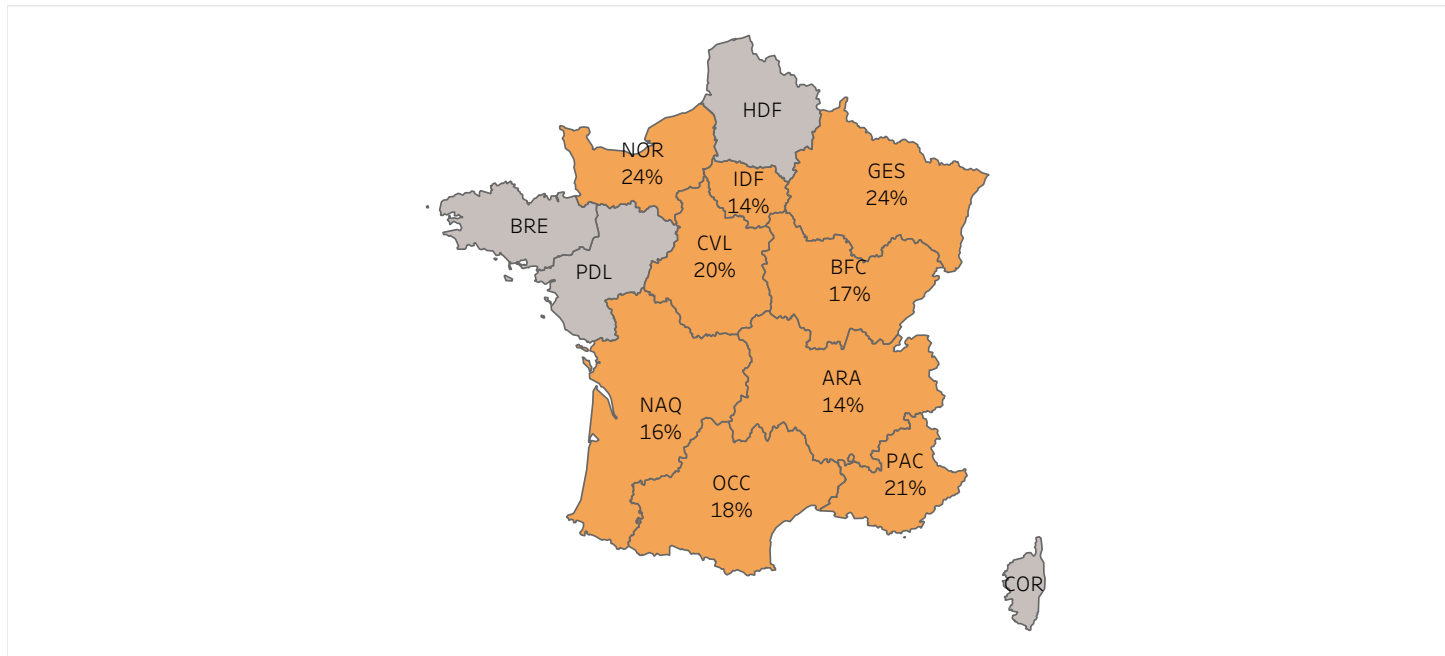 HDF
NOR
24%
IDF
14%
GES
24%
BRE
PDL
CVL
20%
BFC
17%
ARA
14%
NAQ
16%
PAC
21%
OCC
18%
COR